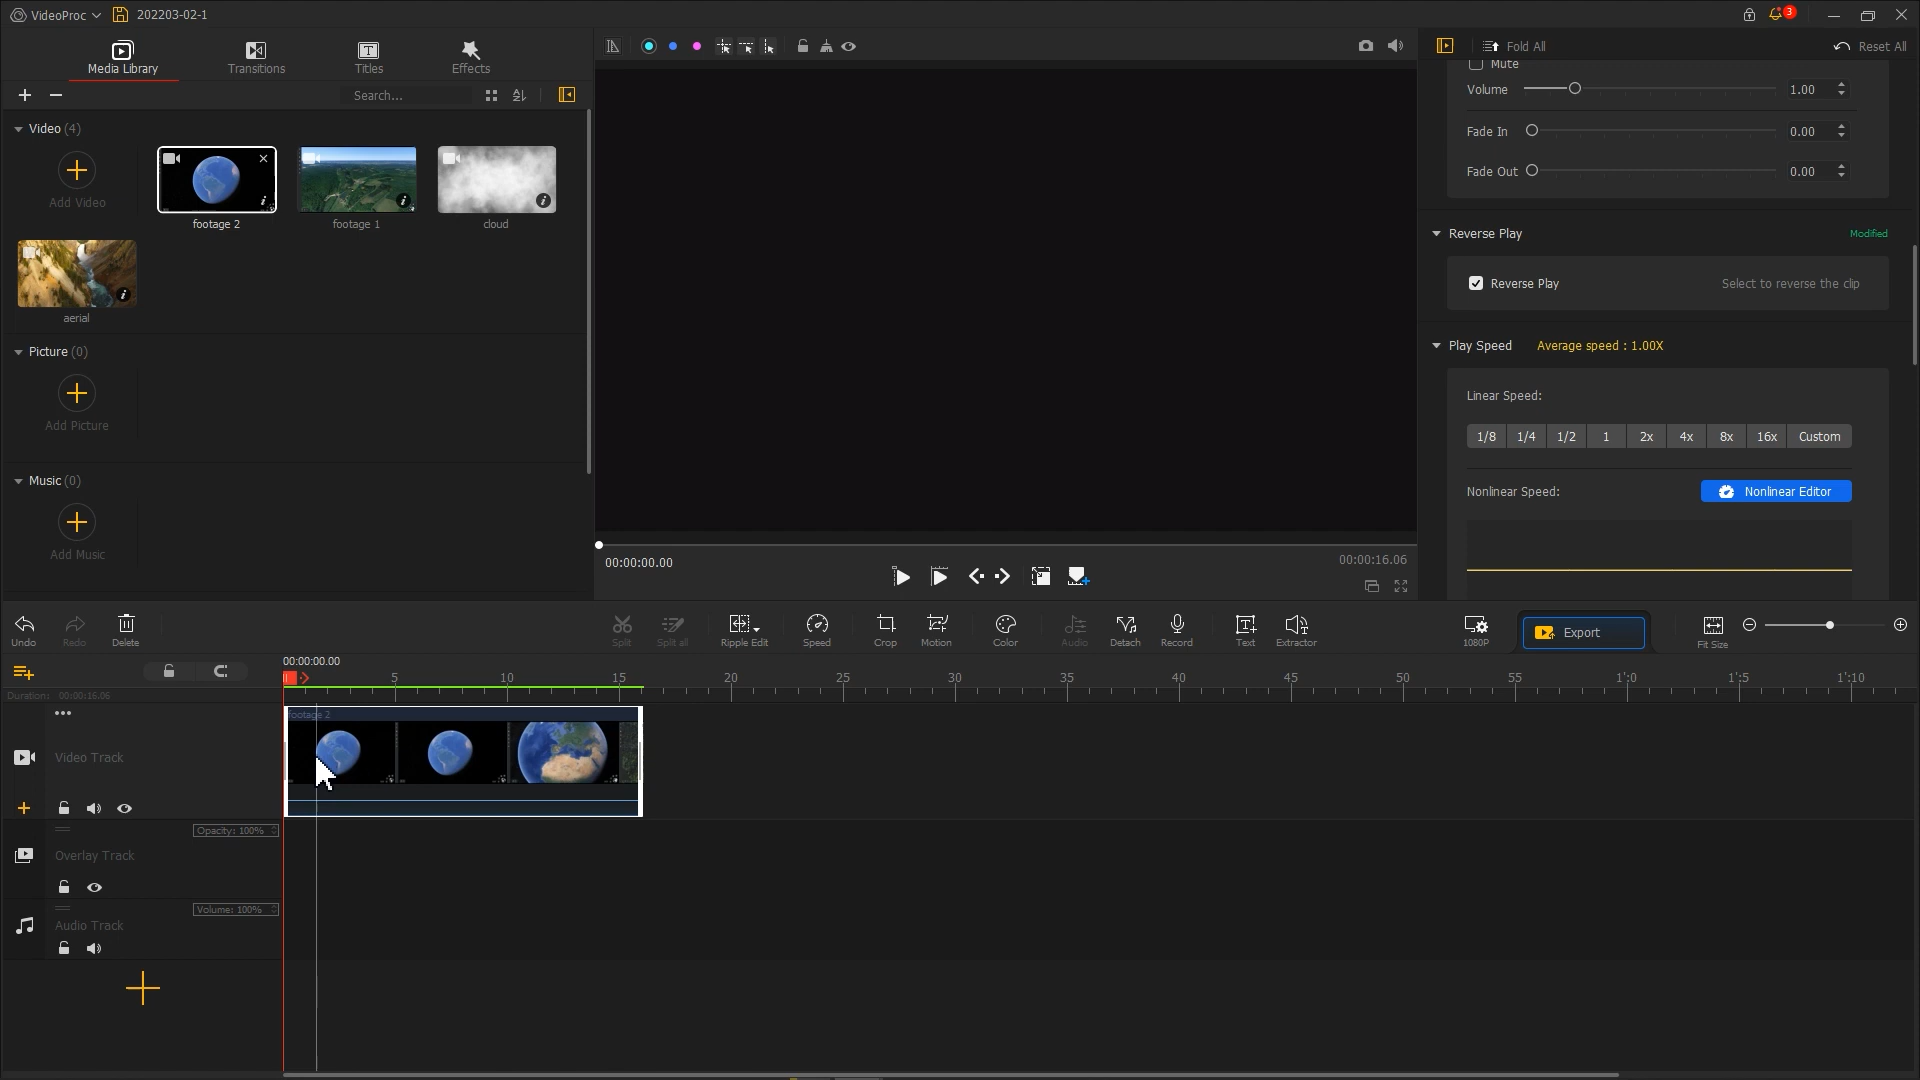 VideoProc
202203-02-1
3
Media Library
Transitions
Titles
Effects
Search...
Fold All
Reset All
Mute
Volume
1.00
Fade In
0.00
Fade Out
0.00
Video (4)
Add Video
footage 2
footage 1
cloud
aerial
Picture (0)
Add Picture
Music (0)
Add Music
Reverse Play
Modified
Reverse Play
Select to reverse the clip
Play Speed
Average speed : 1.00X
Linear Speed:
1/8
1/4
1/2
1
2x
4x
8x
16x
Custom
Nonlinear Speed:
Nonlinear Editor
00:00:00.00
00:00:16.06
Undo
Redo
Delete
Split
Split all
Ripple Edit
Speed
Crop
Motion
Color
Audio
Detach
Record
Text
Extractor
1080P
Export
Fit Size
00:00:00.00
5
10
15
20
25
30
35
40
45
50
55
1':0
1':5
1':10
Duration: 00:00:16.06
footage 2
Video Track
Opacity: 100%
Overlay Track
Volume: 100%
Audio Track